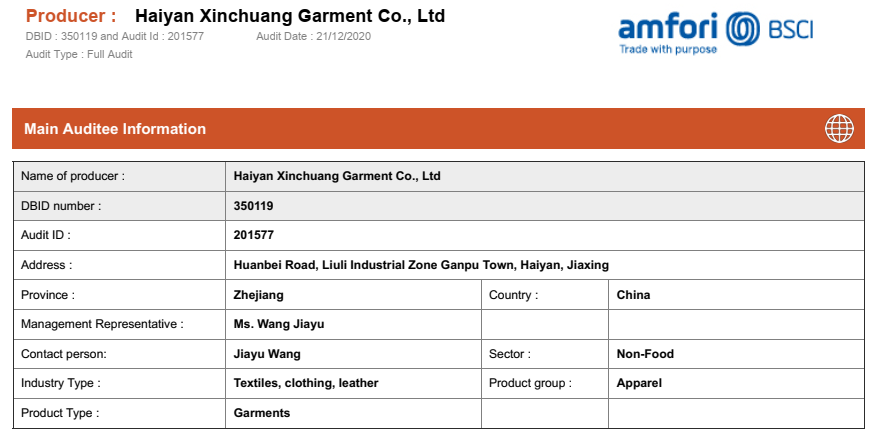 Producer : Haiyan Xinchuang Garment Co., Ltd
DBID : 350119 and Audit Id : 201577 Audit Date : 21/12/2020
Audit Type : Full Audit
amfori BSCI
Trade with purpose
Main Auditee Information
Name of producer : Haiyan Xinchuang Garment Co., Ltd
DBID number : 350119
Audit ID : 201577
Address : Huanbei Road, Liuli Industrial Zone Ganpu Town, Haiyan, Jiaxing
Province : Zhejiang Country : China
Management Representative : Ms. Wang Jiayu
Contact person: Jiayu Wang Sector : Non-Food
Industry Type : Textiles, clothing, leather Product group : Apparel
Product Type : Garments